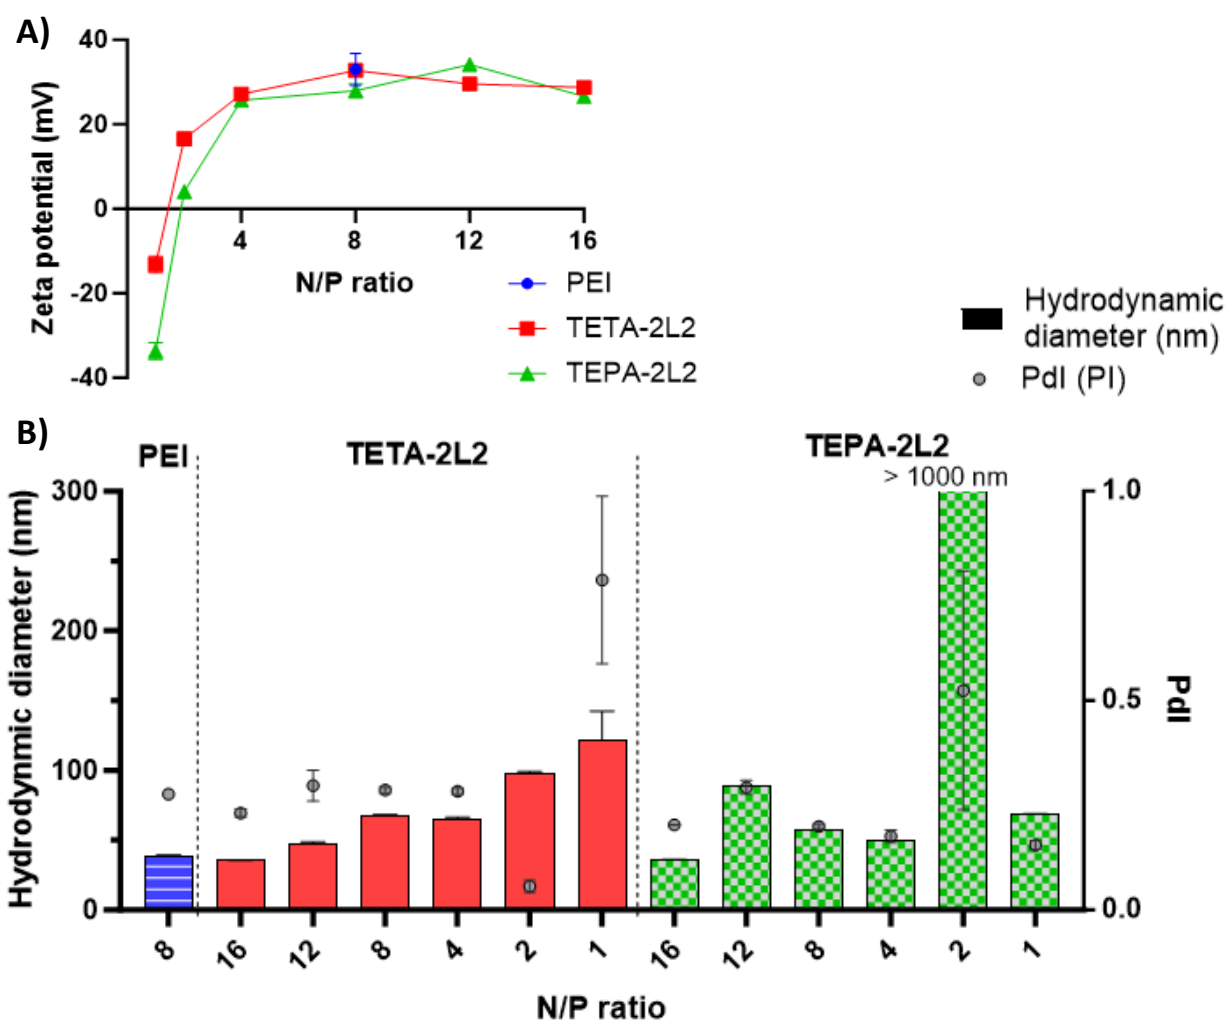 A)
Zeta potential (mV)
40
20
0
-20
-40
4
8
12
16
N/P ratio
PEI
TETA-2L2
TEPA-2L2
Hydrodynamic
diameter (nm)
PdI (PI)
B)
PEI
TETA-2L2
TEPA-2L2
> 1000 nm
Hydrodynmic diameter (nm)
300
200
100
0
1.0
0.5
0.0
PdI
8
16
12
8
4
2
1
16
12
8
4
2
1
N/P ratio